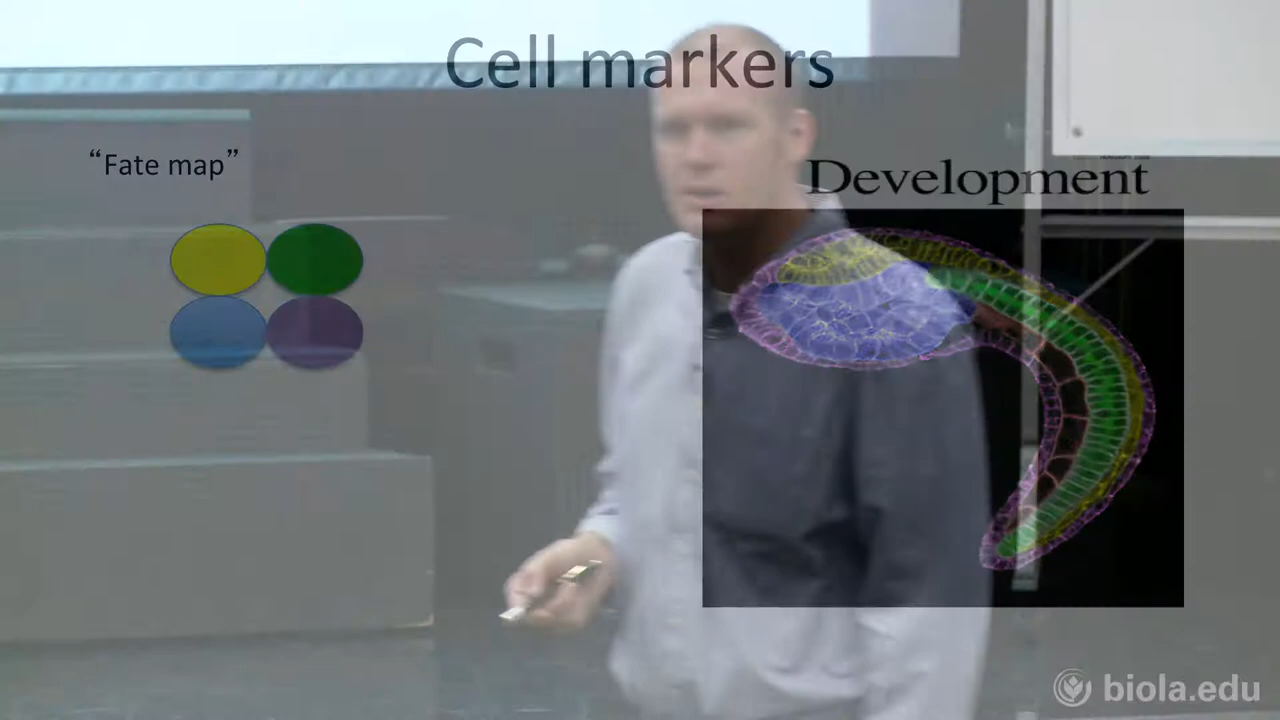 Cell markers
“Fate map”
Development
biola.edu